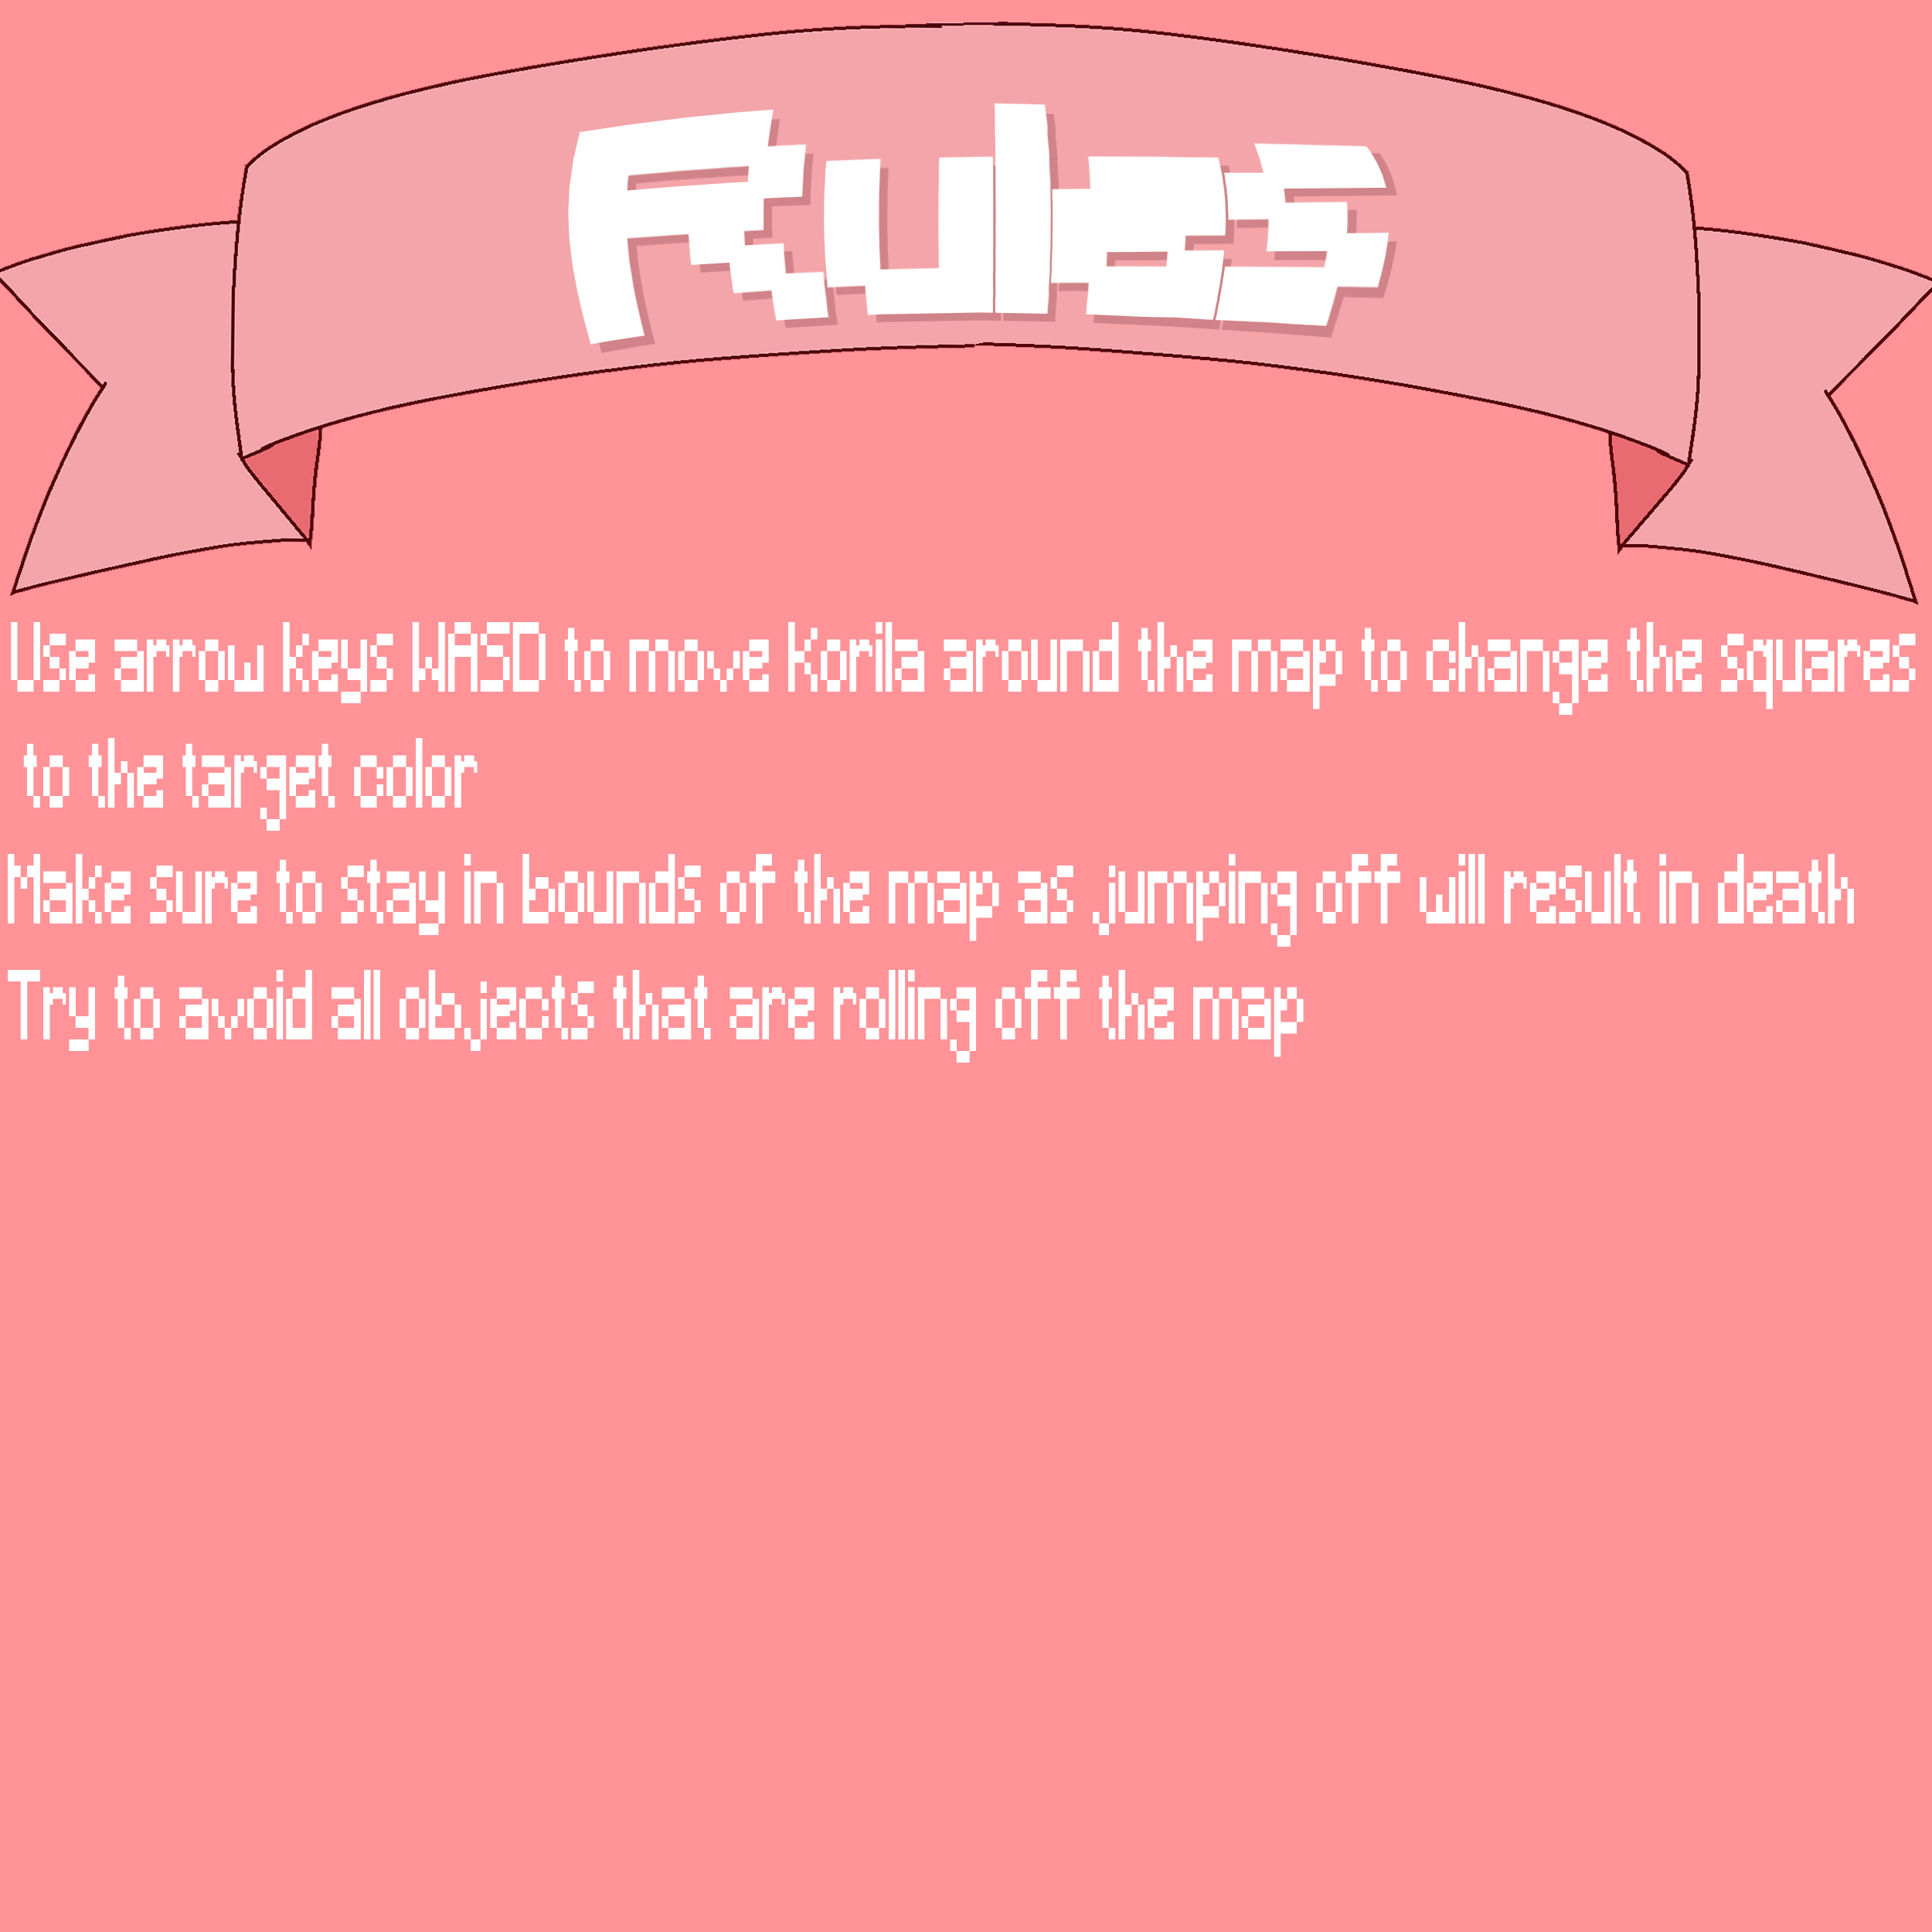 Rules
Use arrow keys WASD to move Korila around the map to change the squares
to the target color
Make sure to stay in bounds of the map as jumping off will result in death
Try to avoid all objects that are rolling off the map